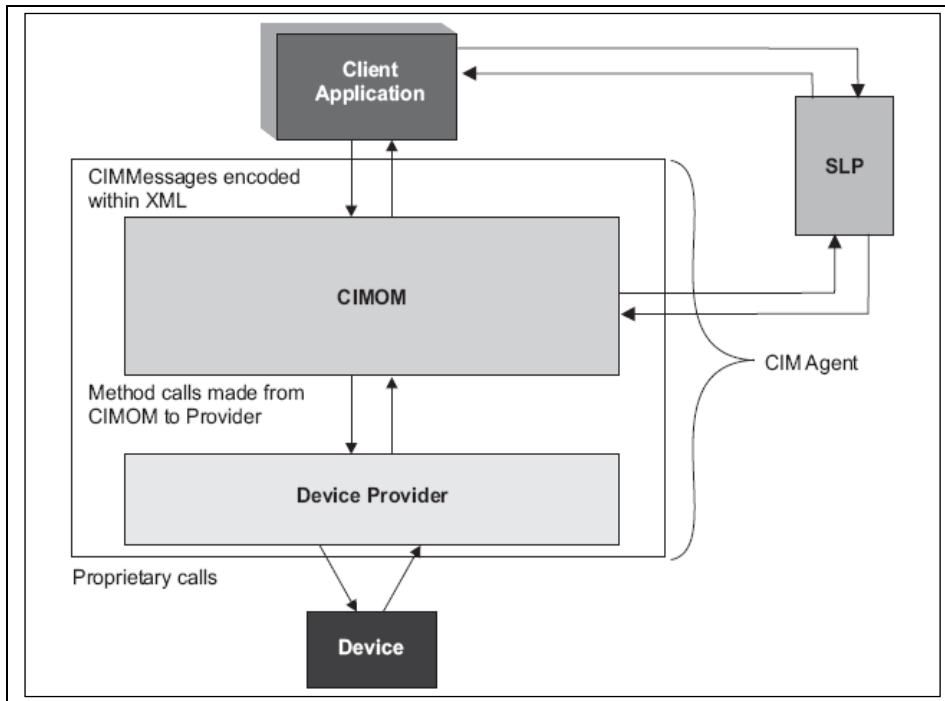 Client
Application
SLP
CIMMessages encoded
within XML
CIMOM
CIM Agent
Method calls made from
CIMOM to Provider
Device Provider
Proprietary calls
Device